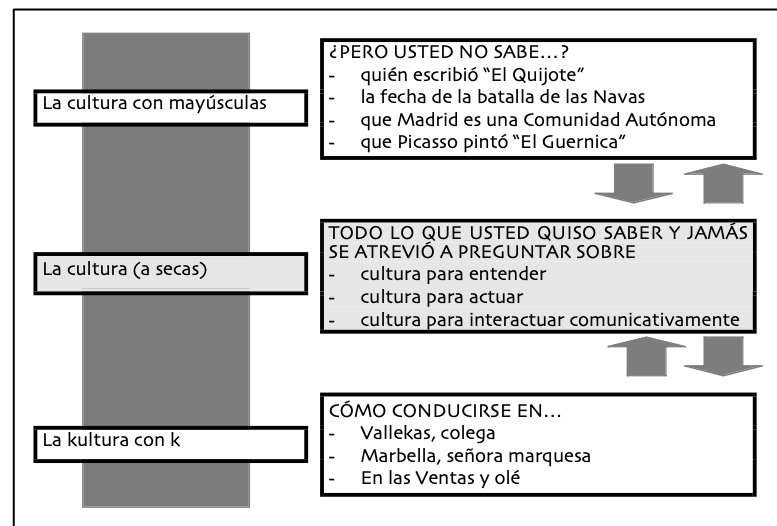 La cultura con mayúsculas
¿PERO USTED NO SABE…?
- quién escribió “El Quijote”
- la fecha de la batalla de las Navas
- que Madrid es una Comunidad Autónoma
- que Picasso pintó “El Guernica”
La cultura (a secas)
TODO LO QUE USTED QUISO SABER Y JAMÁS
SE ATREVIÓ A PREGUNTAR SOBRE
- cultura para entender
- cultura para actuar
- cultura para interactuar comunicativamente
La kultura con k
CÓMO CONDUCIRSE EN…
- Vallekas, colega
- Marbella, señora marquesa
- En las Ventas y olé